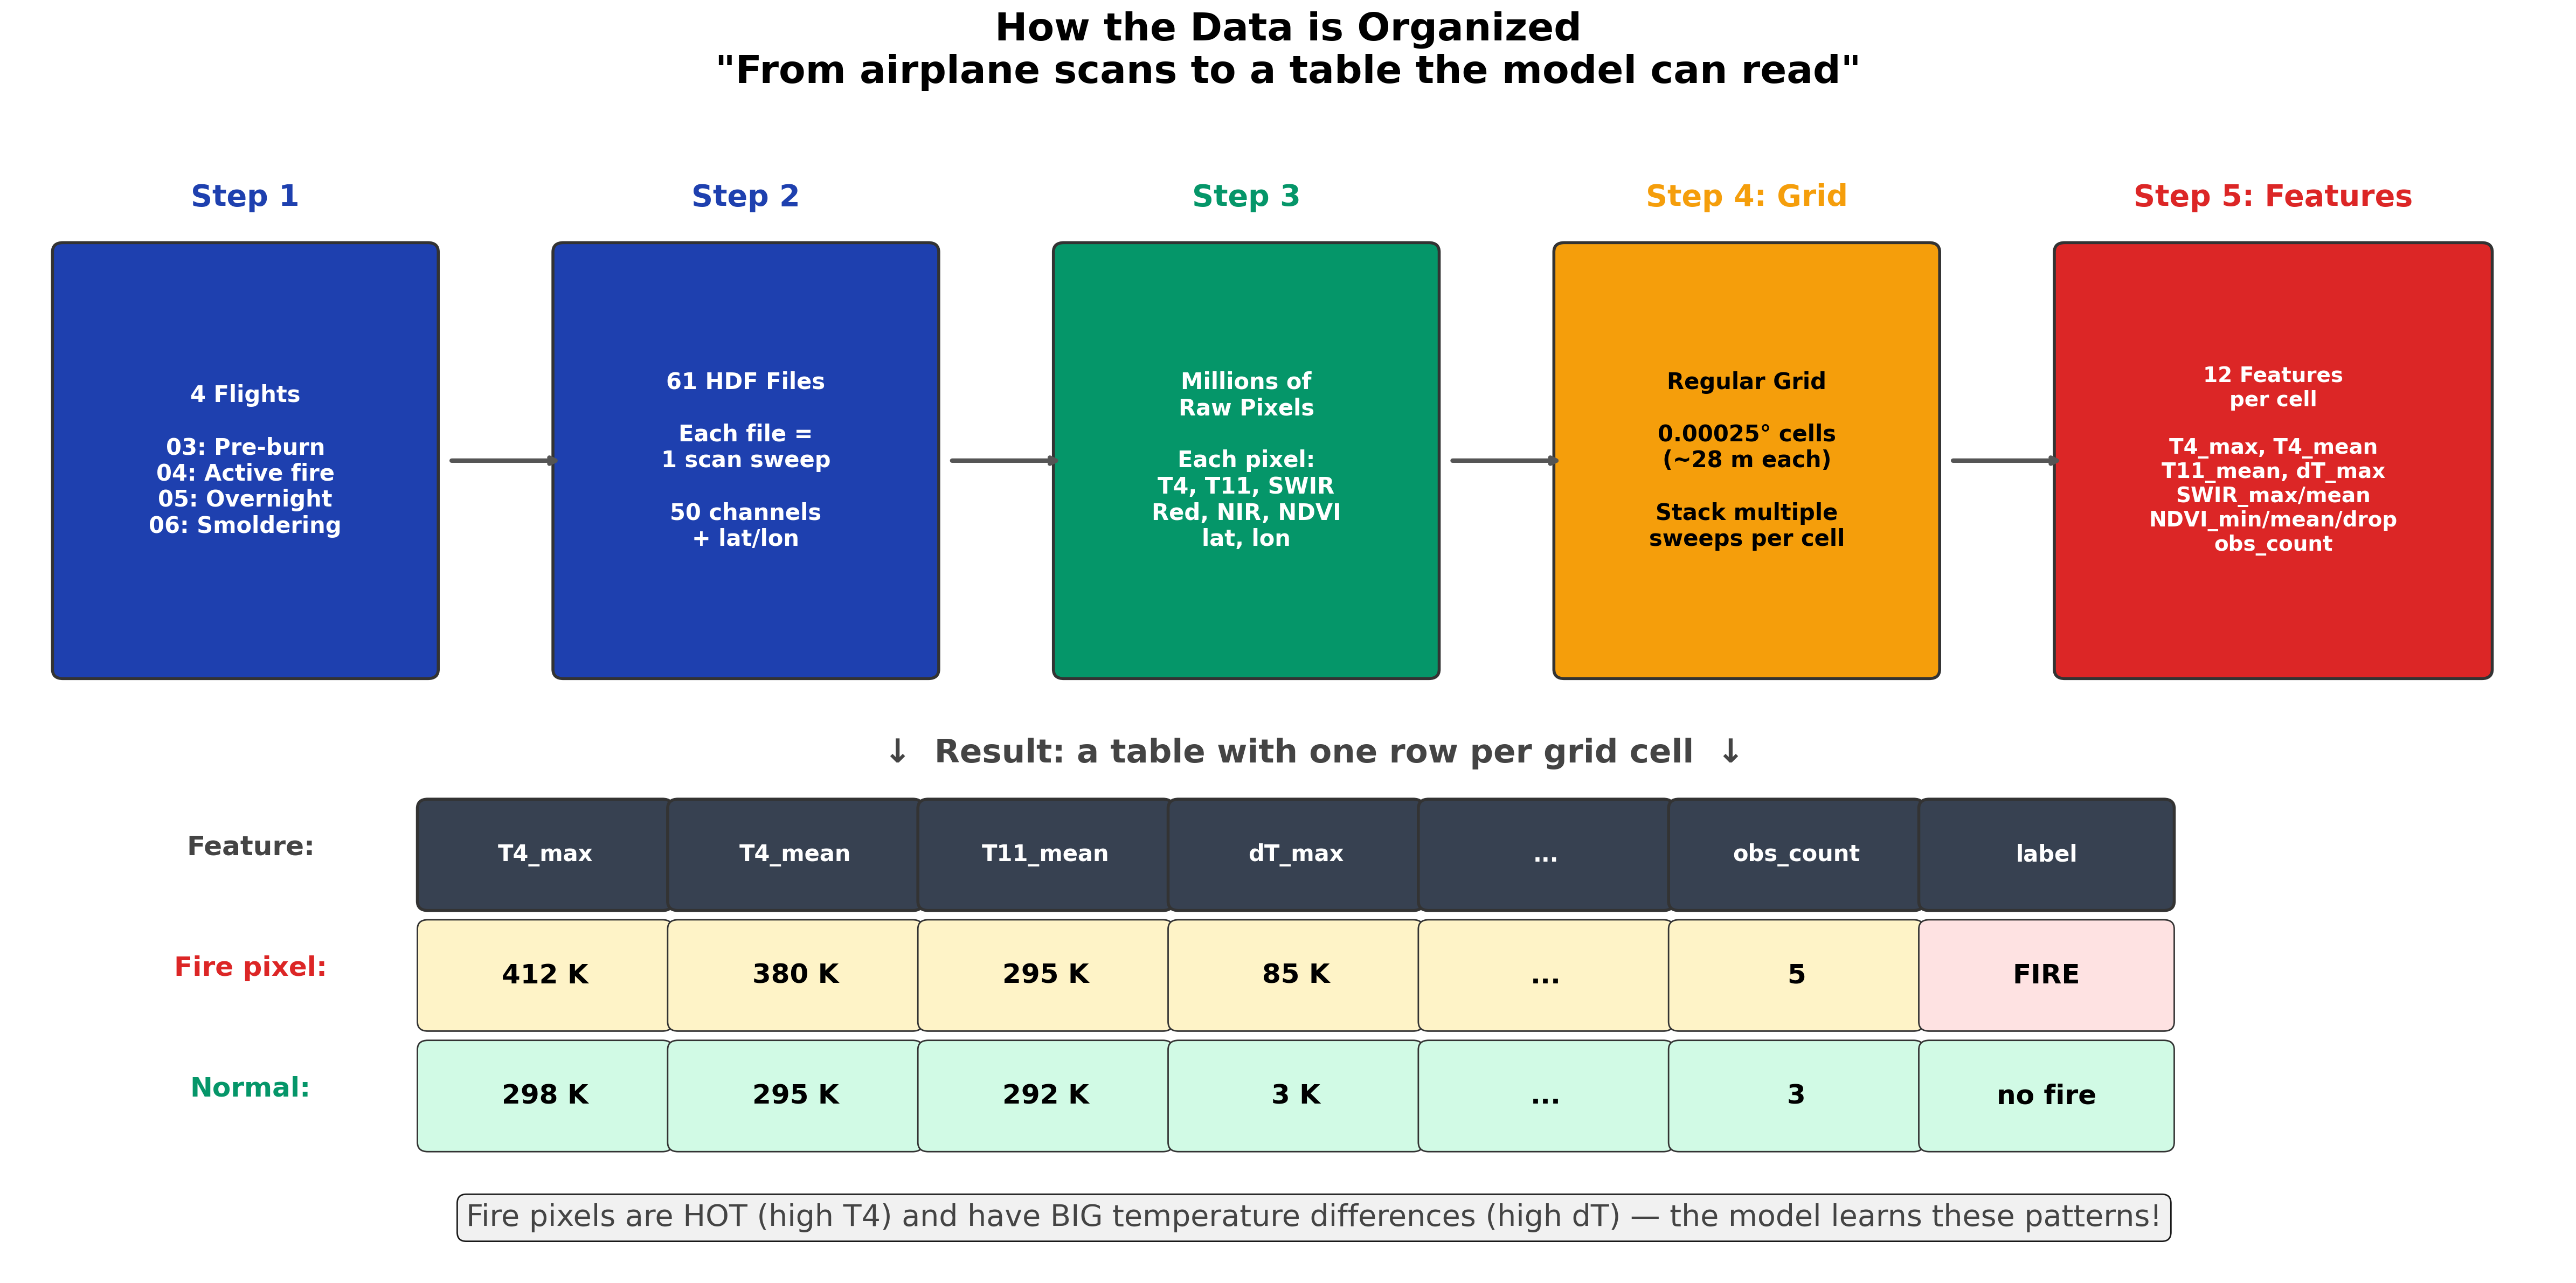 How the Data is Organized
"From airplane scans to a table the model can read"
Step 1
4 Flights
03: Pre-burn
04: Active fire
05: Overnight
06: Smoldering
Step 2
61 HDF Files
Each file =
1 scan sweep
50 channels
+ lat/lon
Step 3
Millions of
Raw Pixels
Each pixel:
T4, T11, SWIR
Red, NIR, NDVI
lat, lon
Step 4: Grid
Regular Grid
0.00025° cells
(~28 m each)
Stack multiple
sweeps per cell
Step 5: Features
12 Features
per cell
T4_max, T4_mean
T11_mean, dT_max
SWIR_max/mean
NDVI_min/mean/drop
obs_count
↓ Result: a table with one row per grid cell ↓
Feature: T4_max T4_mean T11_mean dT_max ... obs_count label
Fire pixel: 412 K 380 K 295 K 85 K ... 5 FIRE
Normal: 298 K 295 K 292 K 3 K ... 3 no fire
Fire pixels are HOT (high T4) and have BIG temperature differences (high dT) — the model learns these patterns!